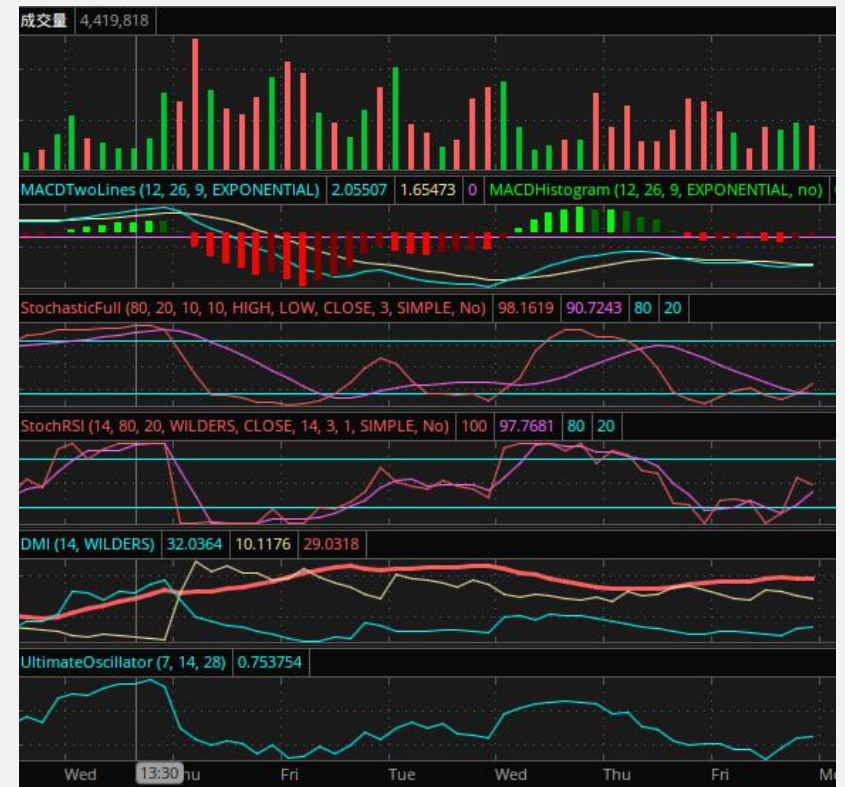 成交量 4,419,818
MACDTwoLines (12, 26, 9, EXPONENTIAL) 2.05507 1.65473 0 MACDHistogram (12, 26, 9, EXPONENTIAL, no)
StochasticFull (80, 20, 10, 10, HIGH, LOW, CLOSE, 3, SIMPLE, No) 98.1619 90.7243 80 20
StochRSI (14, 80, 20, WILDERS, CLOSE, 14, 3, 1, SIMPLE, No) 100 97.7681 80 20
DMI (14, WILDERS) 32.0364 10.1176 29.0318
UltimateOscillator (7, 14, 28) 0.753754
Wed 13:30 hu Fri Tue Wed Thu Fri